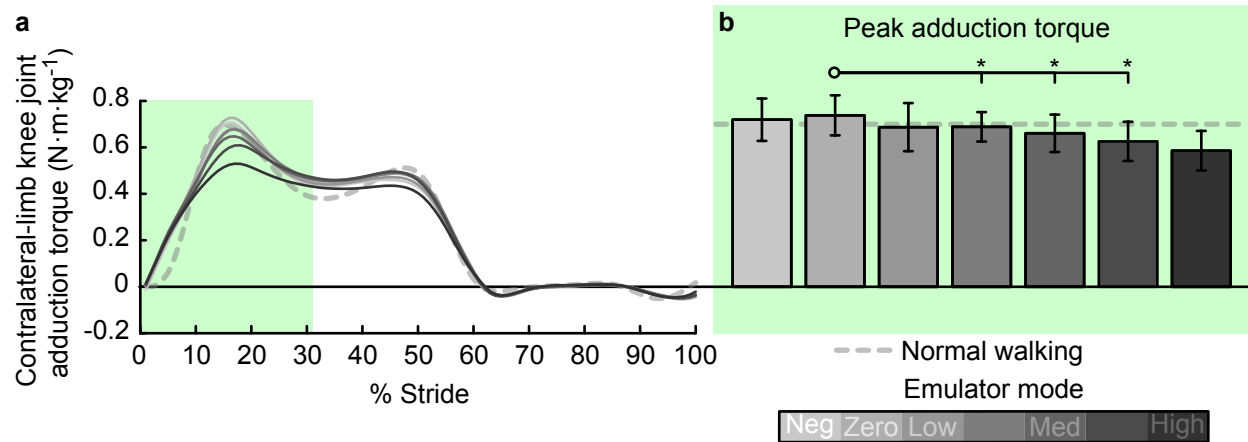 a
Contralateral-limb knee joint
adduction torque (N·m·kg⁻¹)
0.8
0.6
0.4
0.2
0
-0.2
0 10 20 30 40 50 60 70 80 90 100
% Stride
b
Peak adduction torque
* * *
Normal walking
Emulator mode
Neg Zero Low Med High